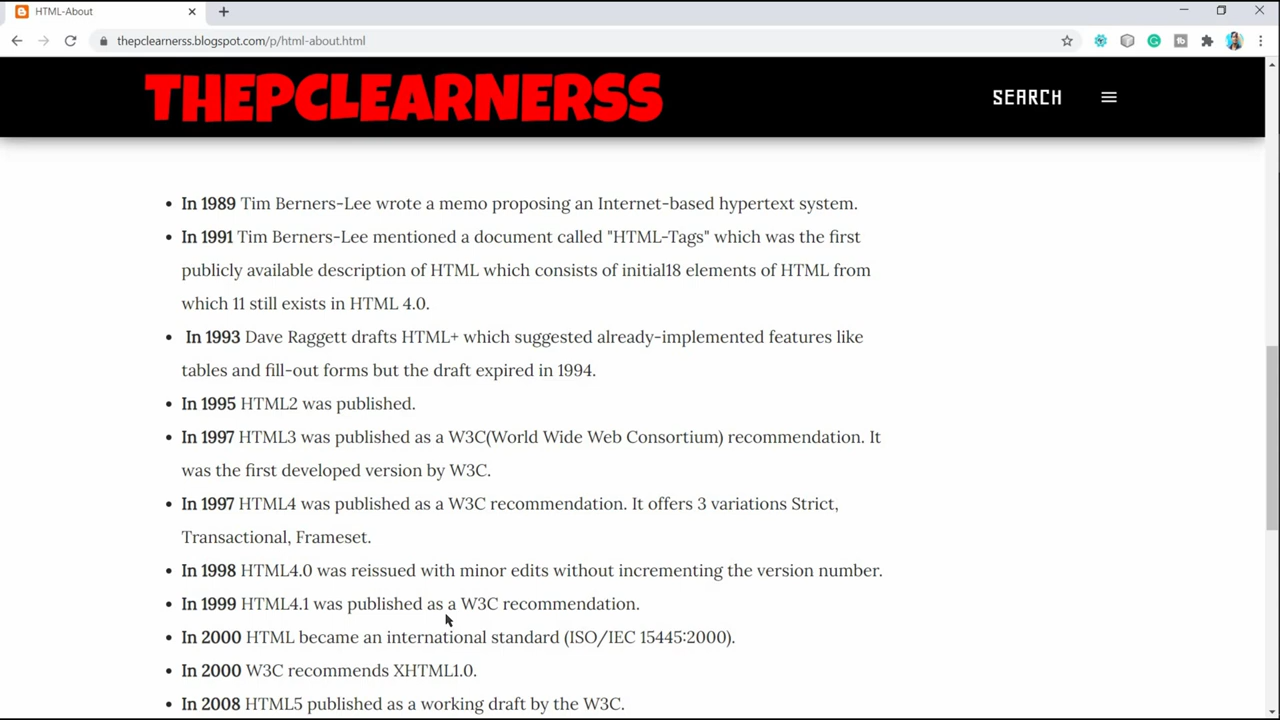 HTML-About
thepclearnerss.blogspot.com/p/html-about.html
THEPCLEARNERSS
SEARCH
In 1989 Tim Berners-Lee wrote a memo proposing an Internet-based hypertext system.
In 1991 Tim Berners-Lee mentioned a document called "HTML-Tags" which was the first
publicly available description of HTML which consists of initial18 elements of HTML from
which 11 still exists in HTML 4.0.
In 1993 Dave Raggett drafts HTML+ which suggested already-implemented features like
tables and fill-out forms but the draft expired in 1994.
In 1995 HTML2 was published.
In 1997 HTML3 was published as a W3C(World Wide Web Consortium) recommendation. It
was the first developed version by W3C.
In 1997 HTML4 was published as a W3C recommendation. It offers 3 variations Strict,
Transactional, Frameset.
In 1998 HTML4.0 was reissued with minor edits without incrementing the version number.
In 1999 HTML4.1 was published as a W3C recommendation.
In 2000 HTML became an international standard (ISO/IEC 15445:2000).
In 2000 W3C recommends XHTML1.0.
In 2008 HTML5 published as a working draft by the W3C.